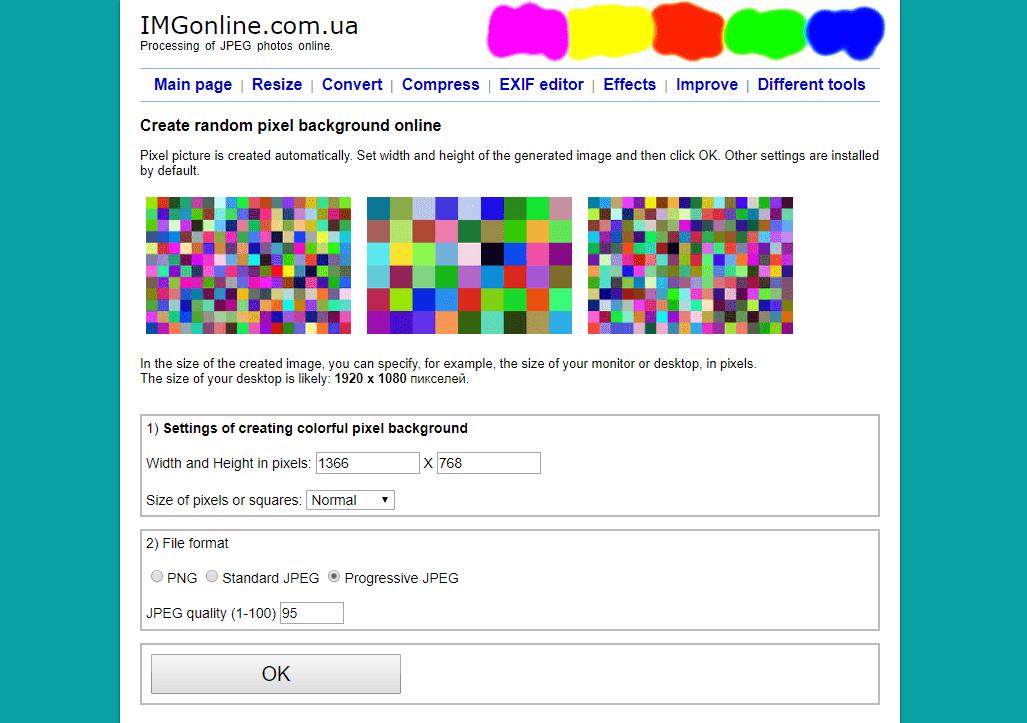 IMGonline.com.ua
Processing of JPEG photos online.
Main page | Resize | Convert | Compress | EXIF editor | Effects | Improve | Different tools
Create random pixel background online
Pixel picture is created automatically. Set width and height of the generated image and then click OK. Other settings are installed
by default.
In the size of the created image, you can specify, for example, the size of your monitor or desktop, in pixels.
The size of your desktop is likely: 1920 x 1080 пикселей.
1) Settings of creating colorful pixel background
Width and Height in pixels: 1366 X 768
Size of pixels or squares: Normal
2) File format
PNG Standard JPEG Progressive JPEG
JPEG quality (1-100) 95
OK